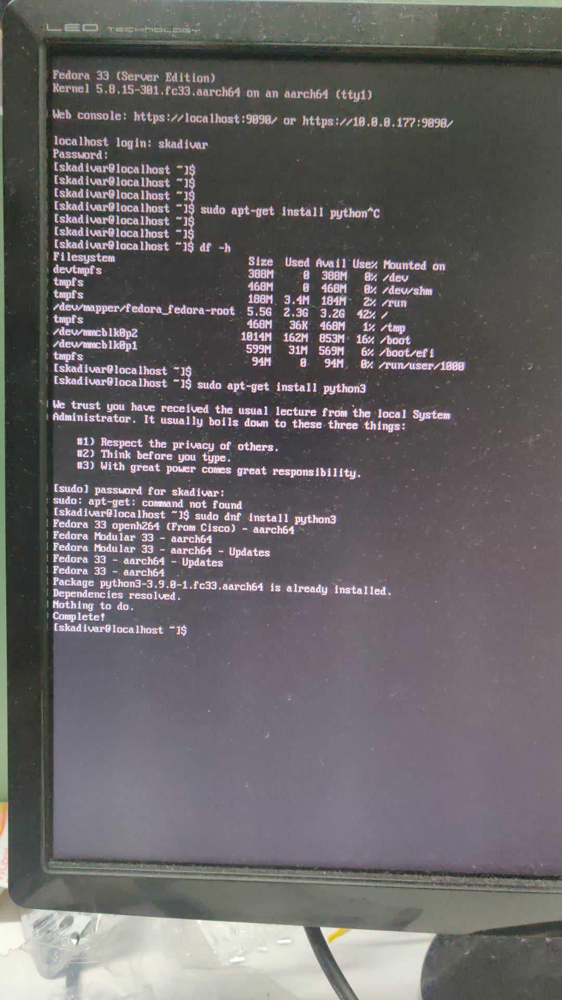 LED TECHNOLOGY
Fedora 33 (Server Edition)
Kernel 5.8.15-301.fc33.aarch64 on an aarch64 (tty1)
Web console: https://localhost:9090/ or https://10.0.0.177:9090/
localhost login: skadivar
Password:
[skadivar@localhost ~]$
[skadivar@localhost ~]$
[skadivar@localhost ~]$
[skadivar@localhost ~]$ sudo apt-get install python^C
[skadivar@localhost ~]$
[skadivar@localhost ~]$
[skadivar@localhost ~]$ df -h
Filesystem Size Used Avail Use% Mounted on
devtmpfs 388M 0 388M 0% /dev
tmpfs 468M 0 468M 0% /dev/shm
tmpfs 188M 3.4M 184M 2% /run
/dev/mapper/fedora_fedora-root 5.5G 2.3G 3.2G 42% /
tmpfs 468M 36K 468M 1% /tmp
/dev/mmcblk0p2 1014M 162M 853M 16% /boot
/dev/mmcblk0p1 599M 31M 569M 6% /boot/efi
tmpfs 94M 0 94M 0% /run/user/1000
[skadivar@localhost ~]$
[skadivar@localhost ~]$ sudo apt-get install python3
We trust you have received the usual lecture from the local System
Administrator. It usually boils down to these three things:
#1) Respect the privacy of others.
#2) Think before you type.
#3) With great power comes great responsibility.
[sudo] password for skadivar:
sudo: apt-get: command not found
[skadivar@localhost ~]$ sudo dnf install python3
Fedora 33 openh264 (From Cisco) - aarch64
Fedora Modular 33 - aarch64
Fedora Modular 33 - aarch64 - Updates
Fedora 33 - aarch64 - Updates
Fedora 33 - aarch64
Package python3-3.9.0-1.fc33.aarch64 is already installed.
Dependencies resolved.
Nothing to do.
Complete!
[skadivar@localhost ~]$